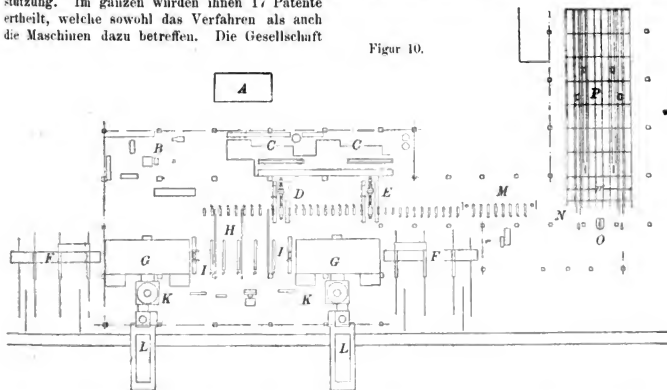 stützung. Im ganzen wurden ihnen 17 Patente
ertheilt, welche sowohl das Verfahren als auch
die Maschinen dazu betreffen. Die Gesellschaft
Figur 10.
A
P
B
C
C
D
E
M
N
O
H
F
G
I
I
G
F
K
K
L
L